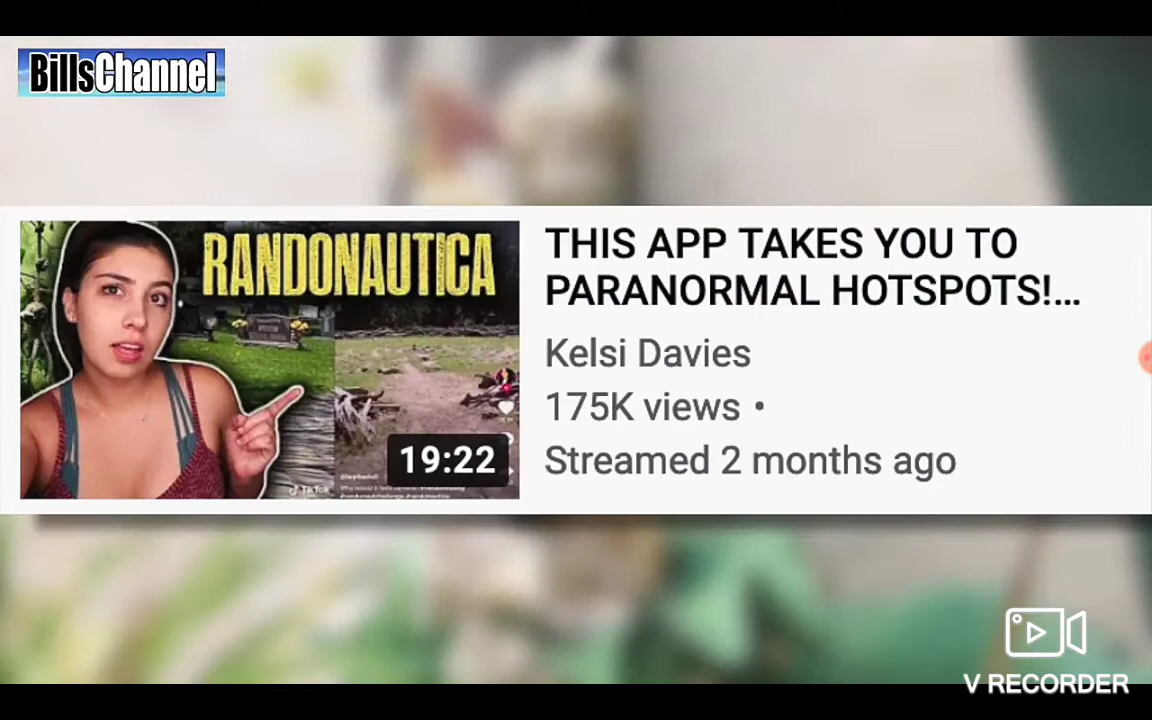 BillsChannel
RANDONAUTICA
THIS APP TAKES YOU TO
PARANORMAL HOTSPOTS!...
Kelsi Davies
175K views •
Streamed 2 months ago
19:22
TikTok
V RECORDER